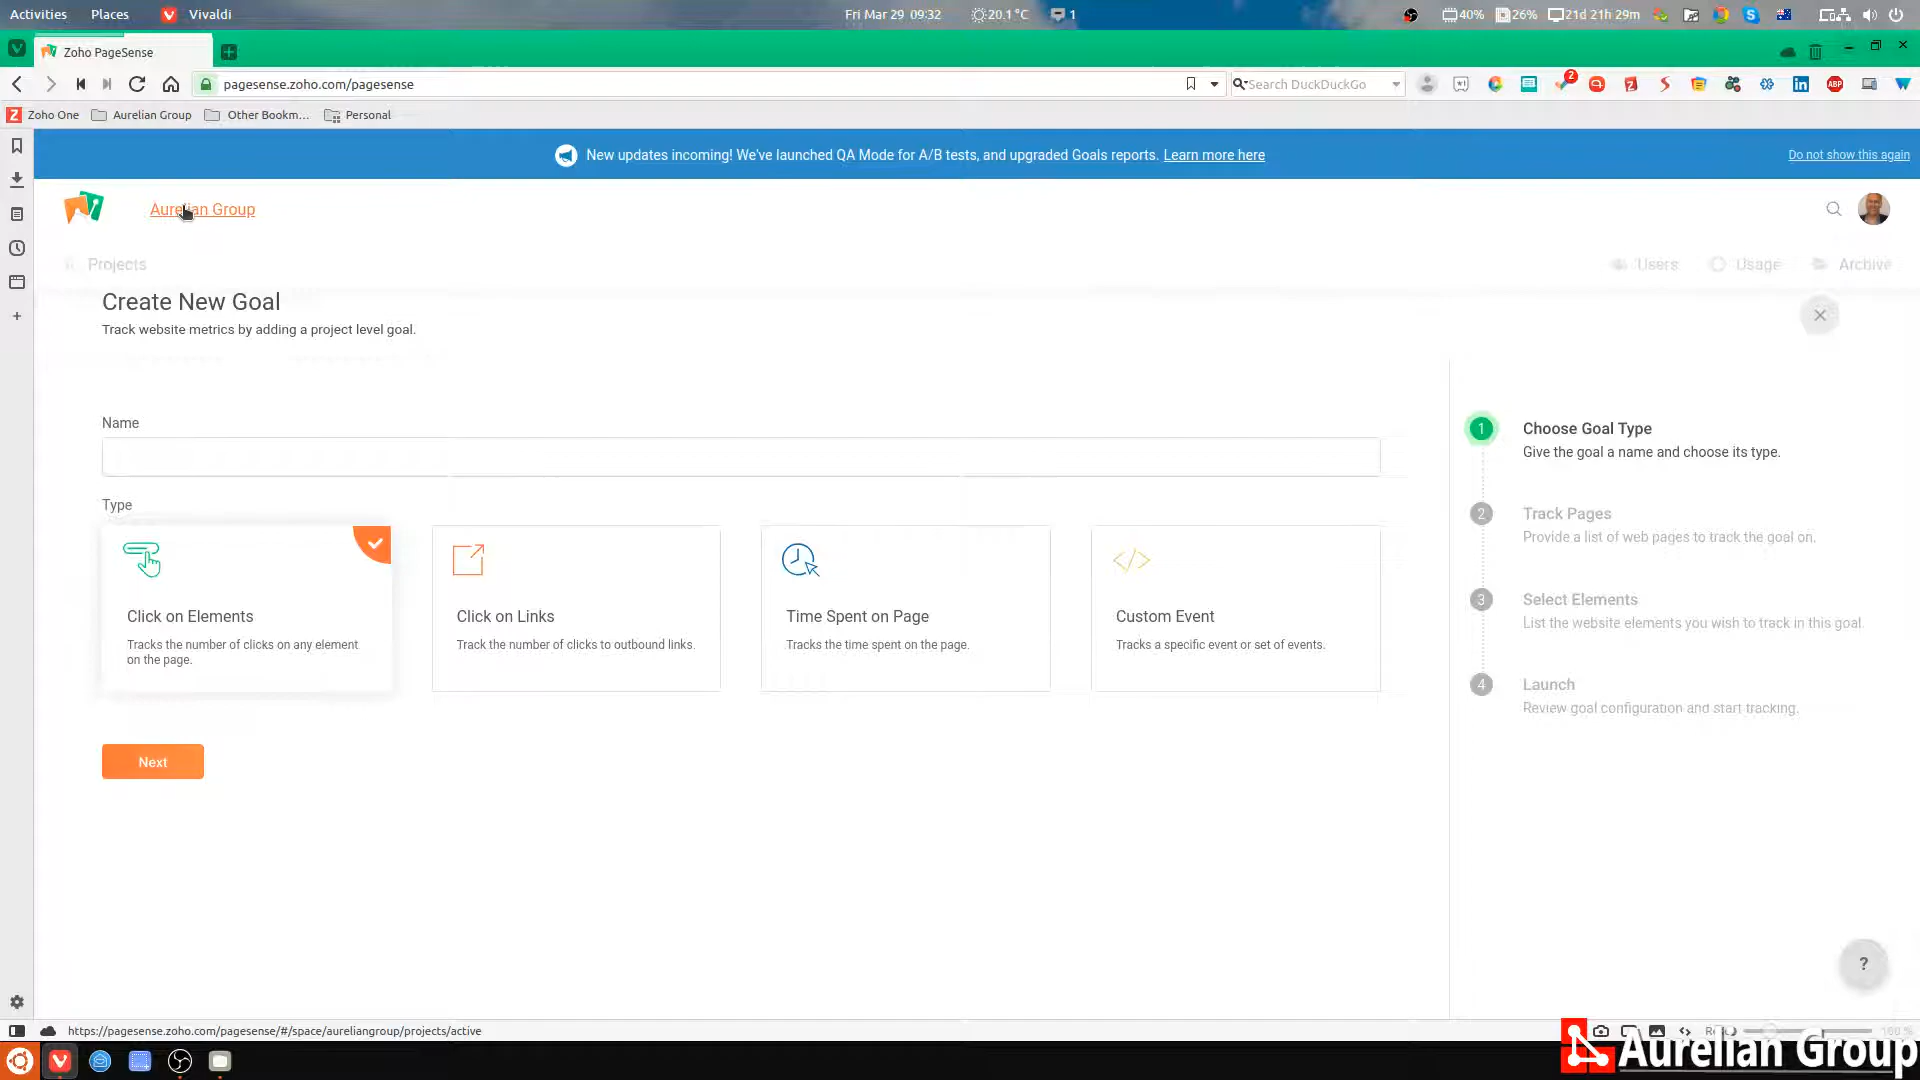 Activities Places Vivaldi Fri Mar 29 09:32 20.1°C 1 40% 26% 21d 21h 29m
Zoho PageSense
pagesense.zoho.com/pagesense Search DuckDuckGo 2 ABP
Zoho One Aurelian Group Other Bookm... Personal
New updates incoming! We've launched QA Mode for A/B tests, and upgraded Goals reports. Learn more here Do not show this again
Aurelian Group
Projects Users Usage Archive
Create New Goal
Track website metrics by adding a project level goal.
Name
1 Choose Goal Type
Give the goal a name and choose its type.
Type
2 Track Pages
Provide a list of web pages to track the goal on.
Click on Elements
Tracks the number of clicks on any element
on the page.
Click on Links
Track the number of clicks to outbound links.
Time Spent on Page
Tracks the time spent on the page.
Custom Event
Tracks a specific event or set of events.
3 Select Elements
List the website elements you wish to track in this goal.
4 Launch
Review goal configuration and start tracking.
Next
?
https://pagesense.zoho.com/pagesense/#/space/aureliangroup/projects/active 100 %
Aurelian Group